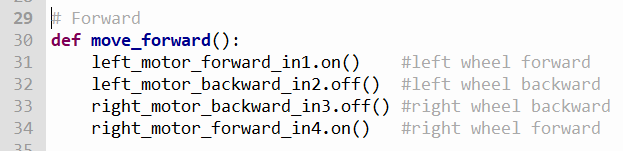 29 # Forward
30 def move_forward():
31     left_motor_forward_in1.on()    #left wheel forward
32     left_motor_backward_in2.off()  #left wheel backward
33     right_motor_backward_in3.off() #right wheel backward
34     right_motor_forward_in4.on()   #right wheel forward